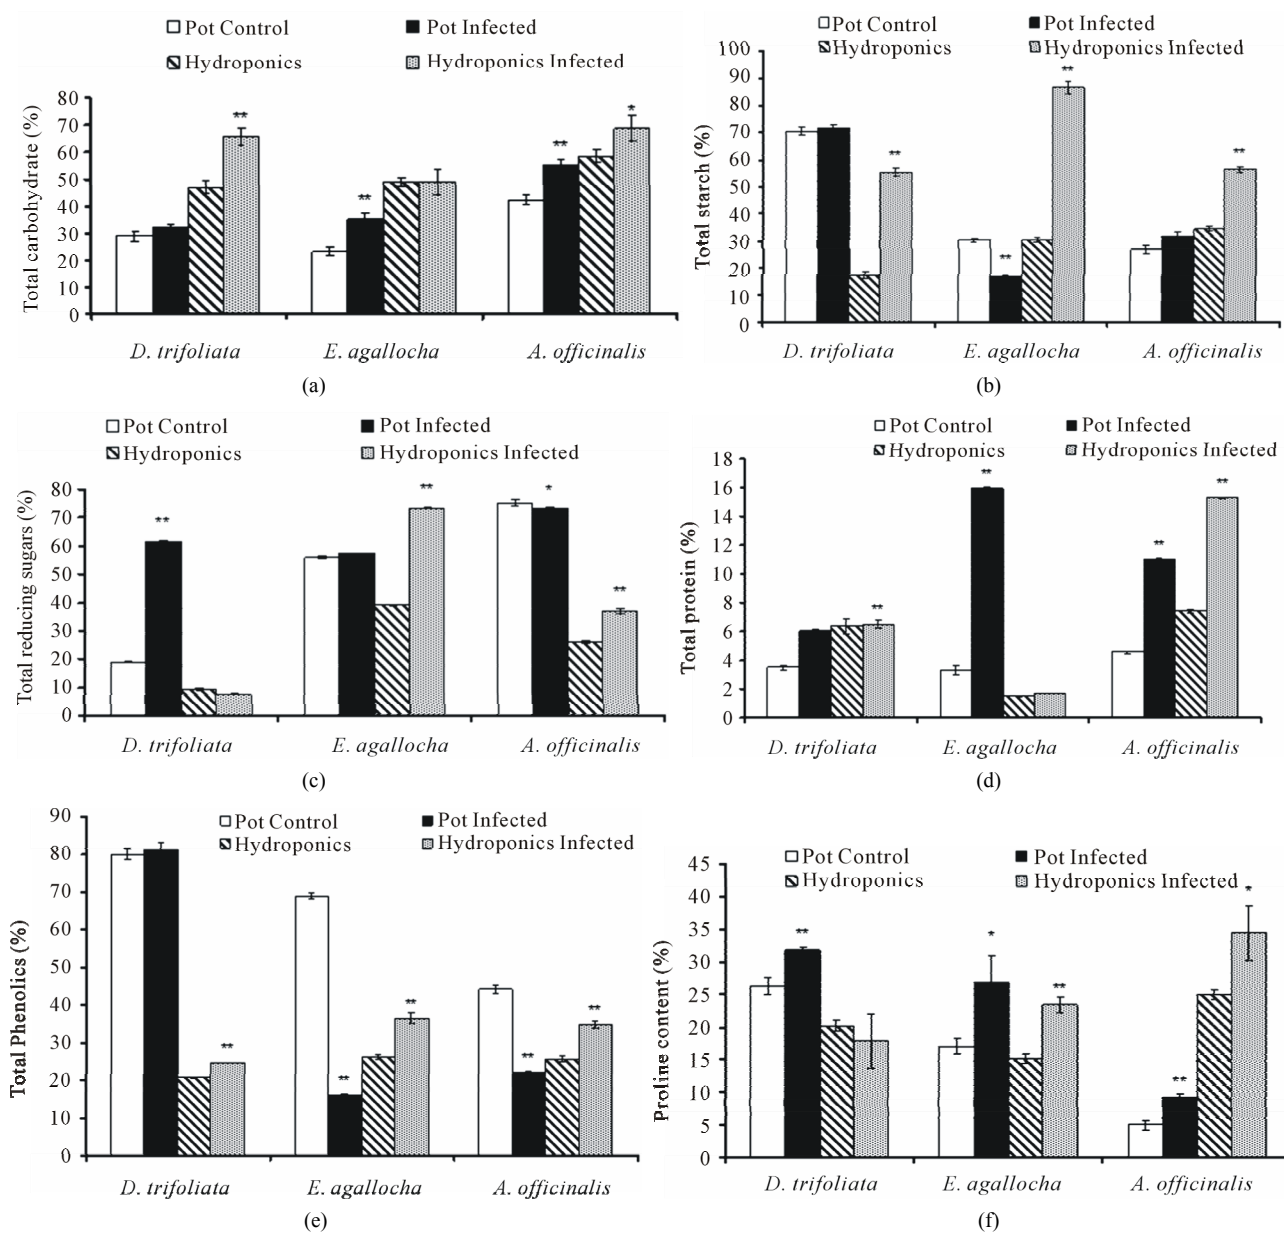 Pot Control Pot Infected
Hydroponics Hydroponics Infected
Total carbohydrate (%)
80
70
60
50
40
30
20
10
0
** ** ** *
D. trifoliata E. agallocha A. officinalis
(a)
Pot Control Pot Infected
Hydroponics Hydroponics Infected
Total starch (%)
100
90
80
70
60
50
40
30
20
10
0
** ** ** **
D. trifoliata E. agallocha A. officinalis
(b)
Pot Control Pot Infected
Hydroponics Hydroponics Infected
Total reducing sugars (%)
80
70
60
50
40
30
20
10
0
** ** * **
D. trifoliata E. agallocha A. officinalis
(c)
Pot Control Pot Infected
Hydroponics Hydroponics Infected
Total protein (%)
18
16
14
12
10
8
6
4
2
0
** ** ** **
D. trifoliata E. agallocha A. officinalis
(d)
Pot Control Pot Infected
Hydroponics Hydroponics Infected
Total Phenolics (%)
90
80
70
60
50
40
30
20
10
0
** ** ** ** **
D. trifoliata E. agallocha A. officinalis
(e)
Pot Control Pot Infected
Hydroponics Hydroponics Infected
Proline content (%)
45
40
35
30
25
20
15
10
5
0
** * ** ** *
D. trifoliata E. agallocha A. officinalis
(f)